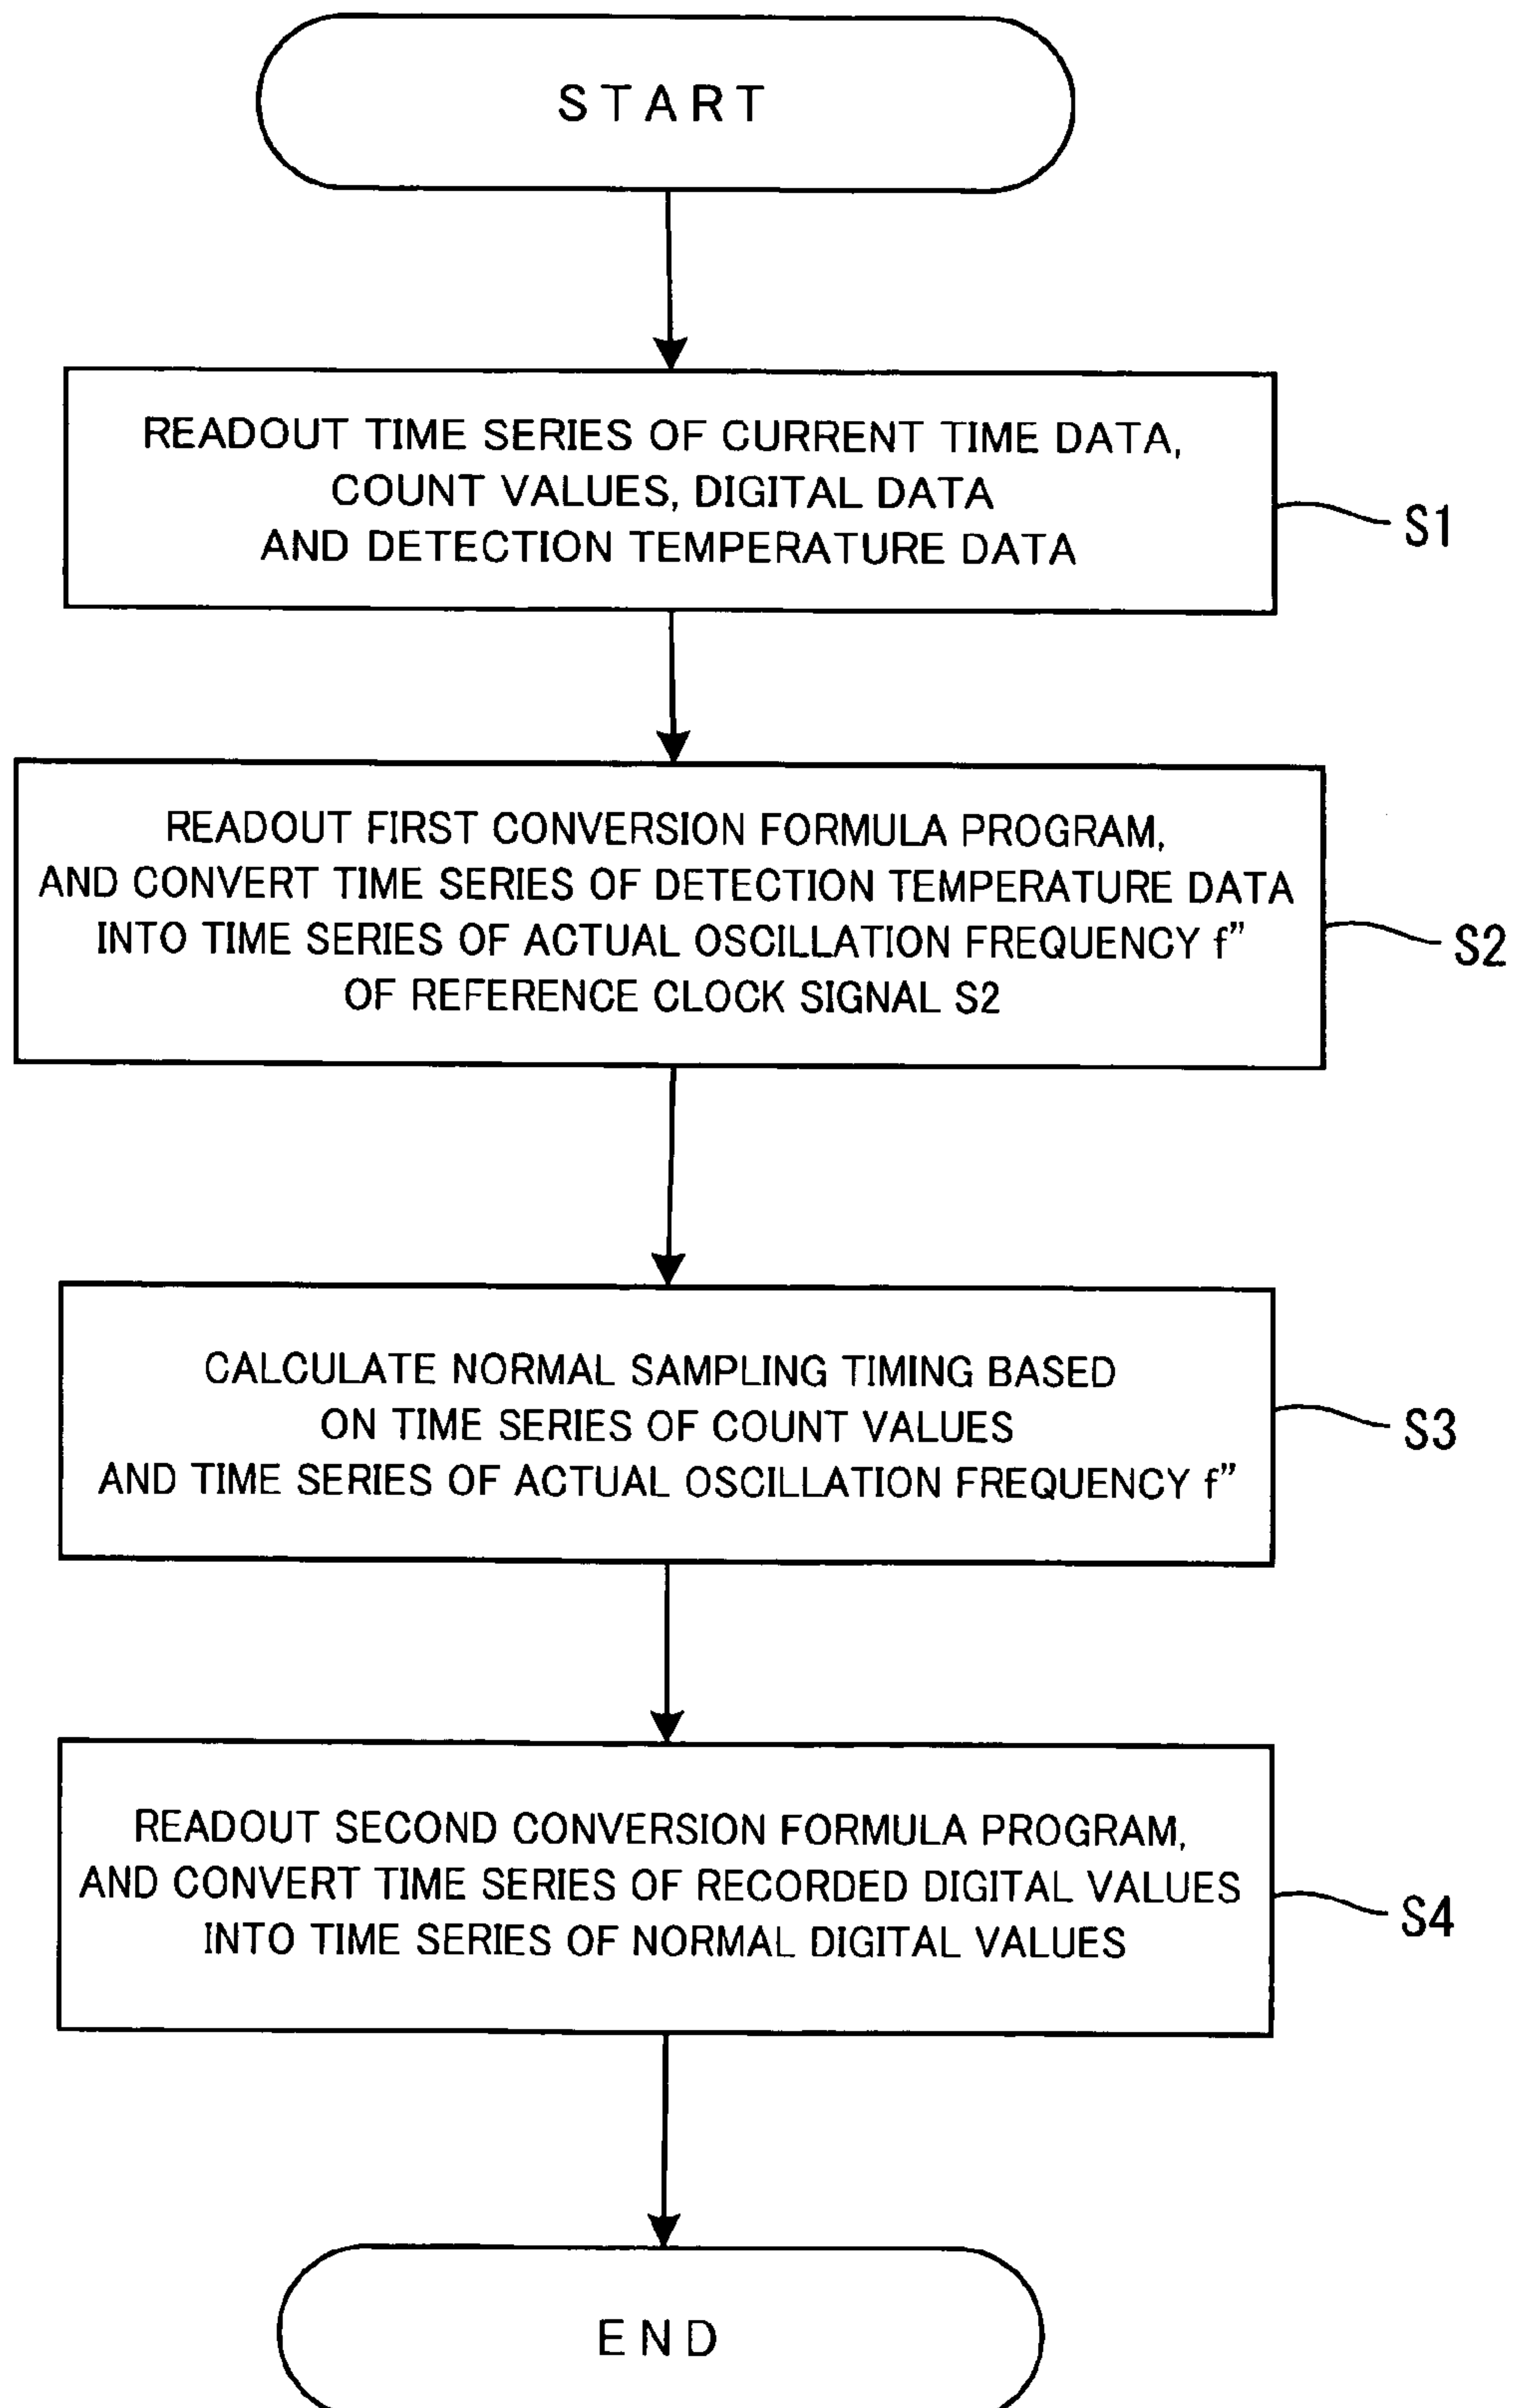 START
READOUT TIME SERIES OF CURRENT TIME DATA,
COUNT VALUES, DIGITAL DATA
AND DETECTION TEMPERATURE DATA
S1
READOUT FIRST CONVERSION FORMULA PROGRAM,
AND CONVERT TIME SERIES OF DETECTION TEMPERATURE DATA
INTO TIME SERIES OF ACTUAL OSCILLATION FREQUENCY f”
OF REFERENCE CLOCK SIGNAL S2
S2
CALCULATE NORMAL SAMPLING TIMING BASED
ON TIME SERIES OF COUNT VALUES
AND TIME SERIES OF ACTUAL OSCILLATION FREQUENCY f”
S3
READOUT SECOND CONVERSION FORMULA PROGRAM,
AND CONVERT TIME SERIES OF RECORDED DIGITAL VALUES
INTO TIME SERIES OF NORMAL DIGITAL VALUES
S4
END